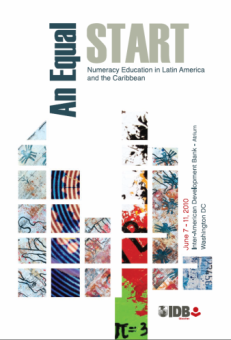 An Equal
START
Numeracy Education in Latin America
and the Caribbean
June 7 - 11, 2010
Inter-American Development Bank - Atrium
Washington DC
IDB
π=3